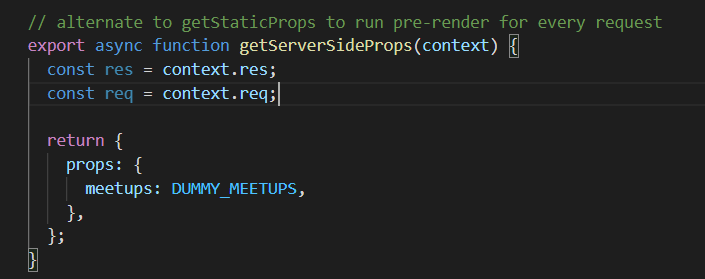 // alternate to getStaticProps to run pre-render for every request
export async function getServerSideProps(context) {
  const res = context.res;
  const req = context.req;

  return {
    props: {
      meetups: DUMMY_MEETUPS,
    },
  };
}